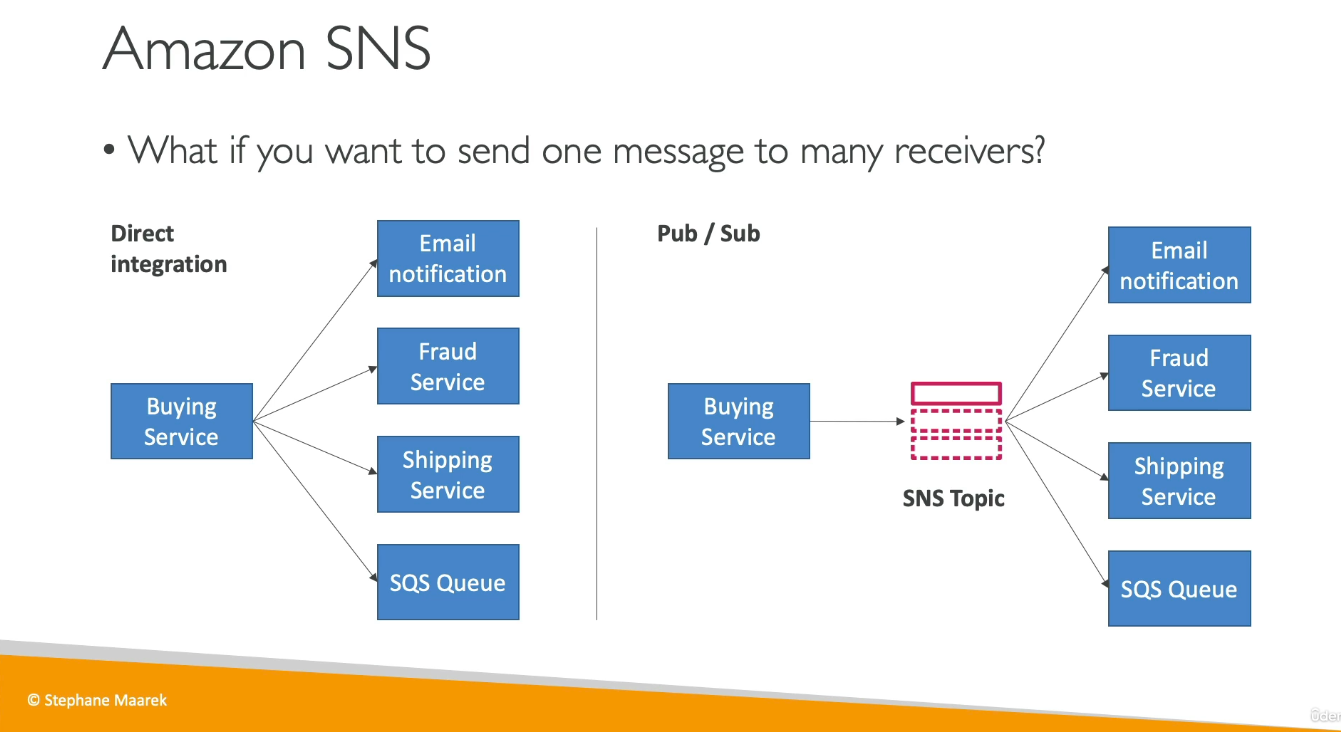 Amazon SNS
• What if you want to send one message to many receivers?
Direct
integration
Email
notification
Fraud
Service
Buying
Service
Shipping
Service
SQS Queue
Pub / Sub
Buying
Service
SNS Topic
Email
notification
Fraud
Service
Shipping
Service
SQS Queue
© Stephane Maarek